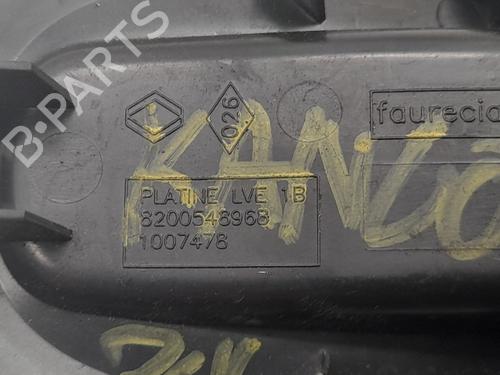 B-PARTS
026
faurecia
KANGO
PLATINE LVE 1B
8200548968
1007478